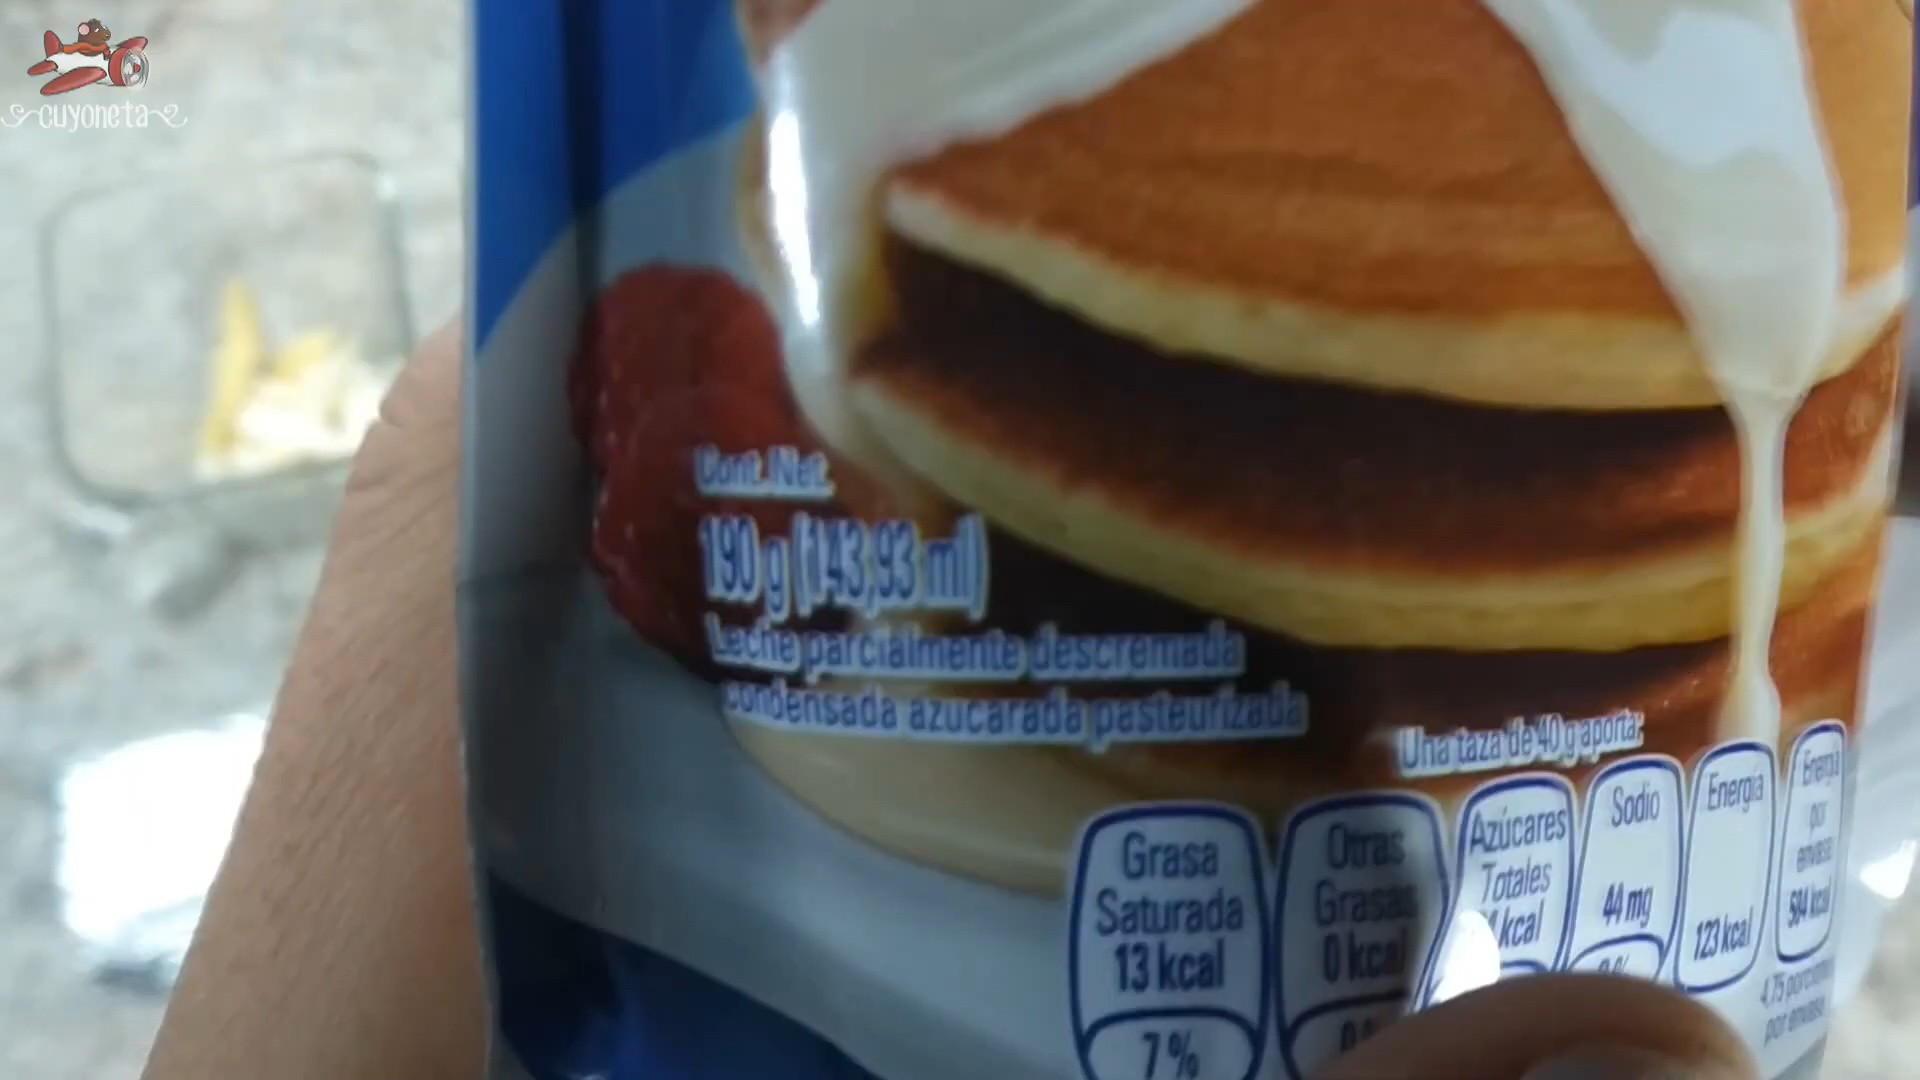 cuyoneta
Cont. Net.
190 g (143,93 ml)
Leche parcialmente descremada
condensada azucarada pasteurizada
Una taza de 40 g aporta:
Grasa
Saturada
13 kcal
7 %
Otras
Grasas
0 kcal
Azúcares
Totales
kcal
Sodio
44 mg
Energía
123 kcal
Energía
por
envase
584 kcal
4,75 porciones
por envase